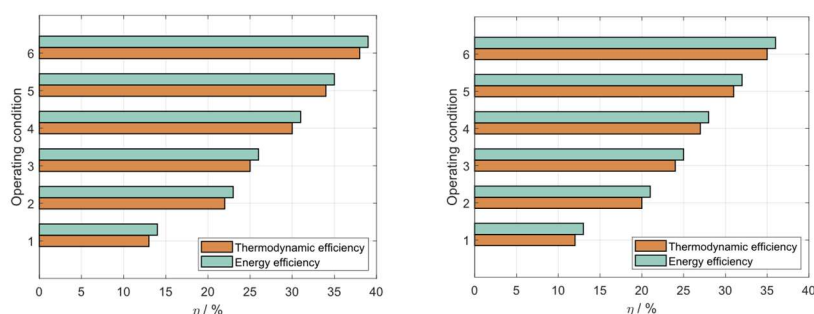 Operating condition
6
5
4
3
2
1
Thermodynamic efficiency
Energy efficiency
0 5 10 15 20 25 30 35 40
η / %
Operating condition
6
5
4
3
2
1
Thermodynamic efficiency
Energy efficiency
0 5 10 15 20 25 30 35 40
η / %